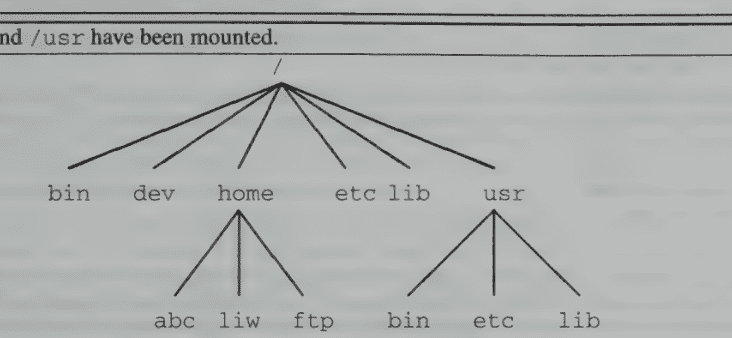 nd /usr have been mounted.
/
bin dev home etc lib usr
abc liw ftp bin etc lib